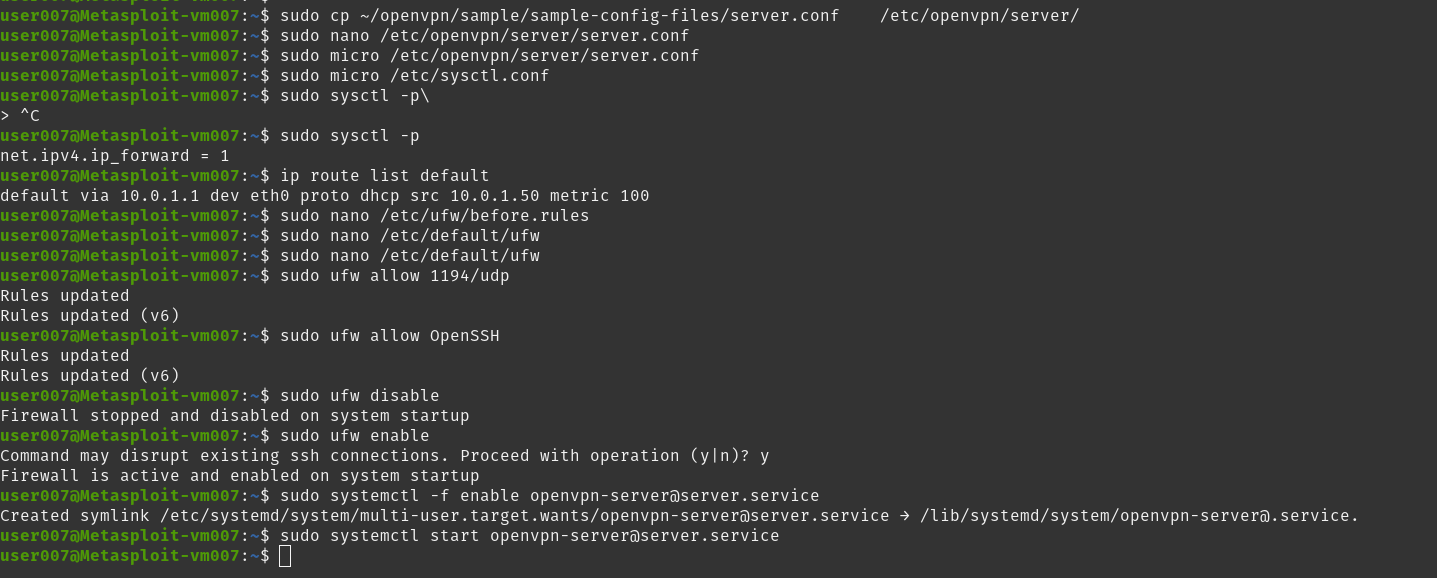 user007@Metasploit-vm007:~$ sudo cp ~/openvpn/sample/sample-config-files/server.conf    /etc/openvpn/server/
user007@Metasploit-vm007:~$ sudo nano /etc/openvpn/server/server.conf
user007@Metasploit-vm007:~$ sudo micro /etc/openvpn/server/server.conf
user007@Metasploit-vm007:~$ sudo micro /etc/sysctl.conf
user007@Metasploit-vm007:~$ sudo sysctl -p\
> ^C
user007@Metasploit-vm007:~$ sudo sysctl -p
net.ipv4.ip_forward = 1
user007@Metasploit-vm007:~$ ip route list default
default via 10.0.1.1 dev eth0 proto dhcp src 10.0.1.50 metric 100
user007@Metasploit-vm007:~$ sudo nano /etc/ufw/before.rules
user007@Metasploit-vm007:~$ sudo nano /etc/default/ufw
user007@Metasploit-vm007:~$ sudo nano /etc/default/ufw
user007@Metasploit-vm007:~$ sudo ufw allow 1194/udp
Rules updated
Rules updated (v6)
user007@Metasploit-vm007:~$ sudo ufw allow OpenSSH
Rules updated
Rules updated (v6)
user007@Metasploit-vm007:~$ sudo ufw disable
Firewall stopped and disabled on system startup
user007@Metasploit-vm007:~$ sudo ufw enable
Command may disrupt existing ssh connections. Proceed with operation (y|n)? y
Firewall is active and enabled on system startup
user007@Metasploit-vm007:~$ sudo systemctl -f enable openvpn-server@server.service
Created symlink /etc/systemd/system/multi-user.target.wants/openvpn-server@server.service → /lib/systemd/system/openvpn-server@.service.
user007@Metasploit-vm007:~$ sudo systemctl start openvpn-server@server.service
user007@Metasploit-vm007:~$